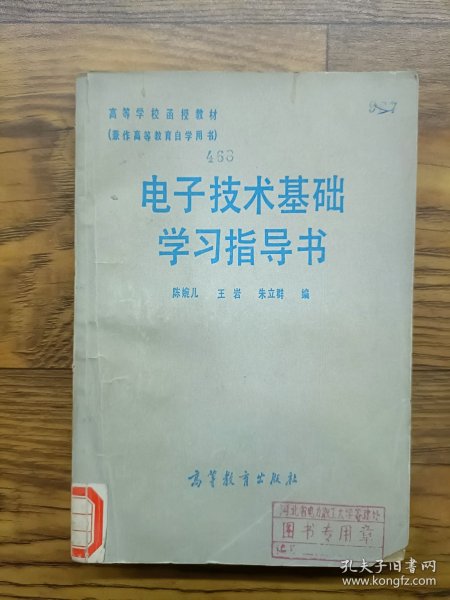 高等学校函授教材
(兼作高等教育自学用书)
468
电子技术基础
学习指导书
陈婉儿 王岩 朱立群 编
高等教育出版社
图书专用章
孔夫子旧书网
www.kongfz.com